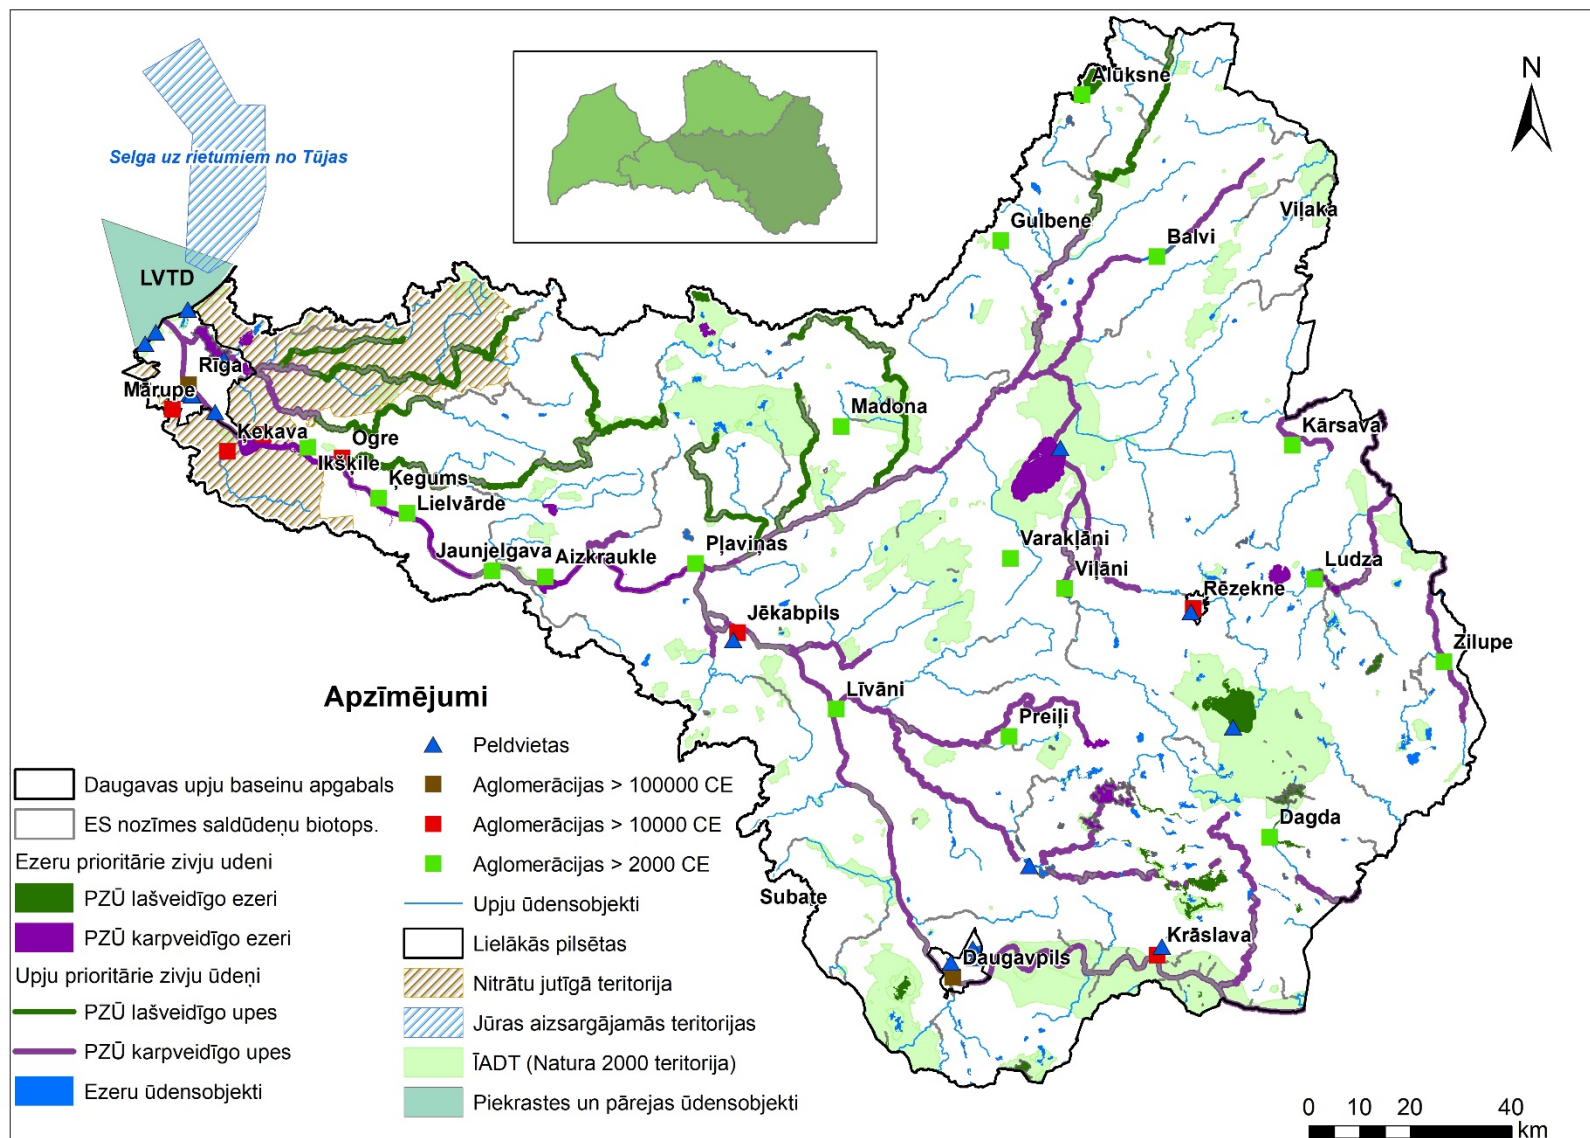 Alūksne
N
Selga uz rietumiem no Tūjas
Gulbene
Viļaka
Balvi
LVTD
Rīga
Mārupe
Madona
Kārsava
Ķekava
Ogre
Ikšķile
Ķegums
Lielvārde
Jaunjelgava
Aizkraukle
Pļaviņas
Varakļāni
Viļāni
Ludza
Rēzekne
Jēkabpils
Zilupe
Līvāni
Preiļi
Dagda
Subate
Krāslava
Daugavpils
Apzīmējumi
Daugavas upju baseinu apgabals
ES nozīmes saldūdeņu biotops.
Ezeru prioritārie zivju udeni
PZŪ lašveidīgo ezeri
PZŪ karpveidīgo ezeri
Upju prioritārie zivju ūdeņi
PZŪ lašveidīgo upes
PZŪ karpveidīgo upes
Ezeru ūdensobjekti
Peldvietas
Aglomerācijas > 100000 CE
Aglomerācijas > 10000 CE
Aglomerācijas > 2000 CE
Upju ūdensobjekti
Lielākās pilsētas
Nitrātu jutīgā teritorija
Jūras aizsargājamās teritorijas
ĪADT (Natura 2000 teritorija)
Piekrastes un pārejas ūdensobjekti
0 10 20 40
km